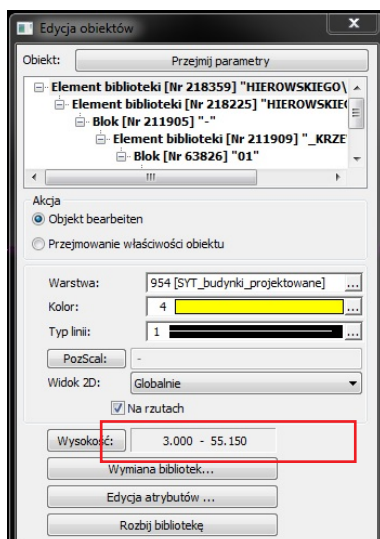 Edycja obiektów
Obiekt: Przejmij parametry
Element biblioteki [Nr 218359] "HIEROWSKIEGO\
Element biblioteki [Nr 218225] "HIEROWSKIE
Blok [Nr 211905] "-"
Element biblioteki [Nr 211909] "_KRZE
Blok [Nr 63826] "01"
Akcja
Objekt bearbeiten
Przejmowanie właściwości obiektu
Warstwa: 954 [SYT_budynki_projektowane] ...
Kolor: 4 ...
Typ linii: 1 ...
PozScal: -
Widok 2D: Globalnie
Na rzutach
Wysokość: 3.000 - 55.150
Wymiana bibliotek...
Edycja atrybutów ...
Rozbij bibliotekę